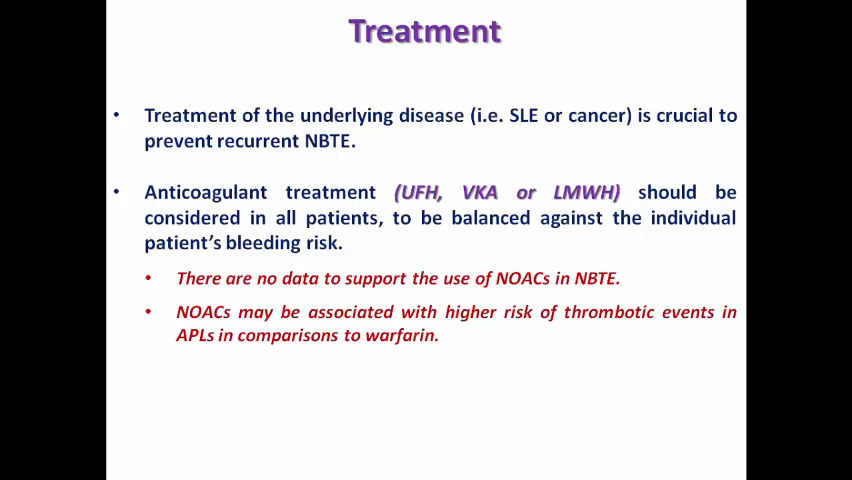 Treatment
• Treatment of the underlying disease (i.e. SLE or cancer) is crucial to
prevent recurrent NBTE.
• Anticoagulant treatment (UFH, VKA or LMWH) should be
considered in all patients, to be balanced against the individual
patient's bleeding risk.
• There are no data to support the use of NOACs in NBTE.
• NOACs may be associated with higher risk of thrombotic events in
APLs in comparisons to warfarin.